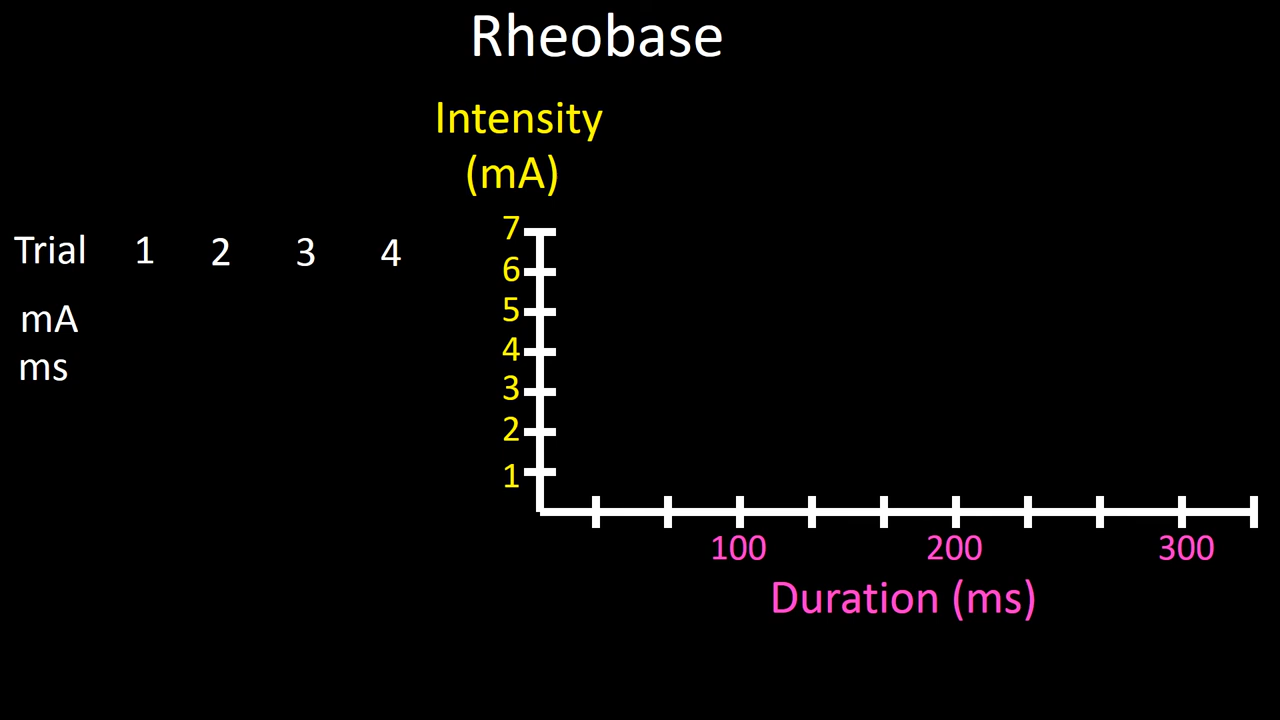 Rheobase
Intensity
(mA)
Trial 1 2 3 4
mA
ms
7
6
5
4
3
2
1
100 200 300
Duration (ms)